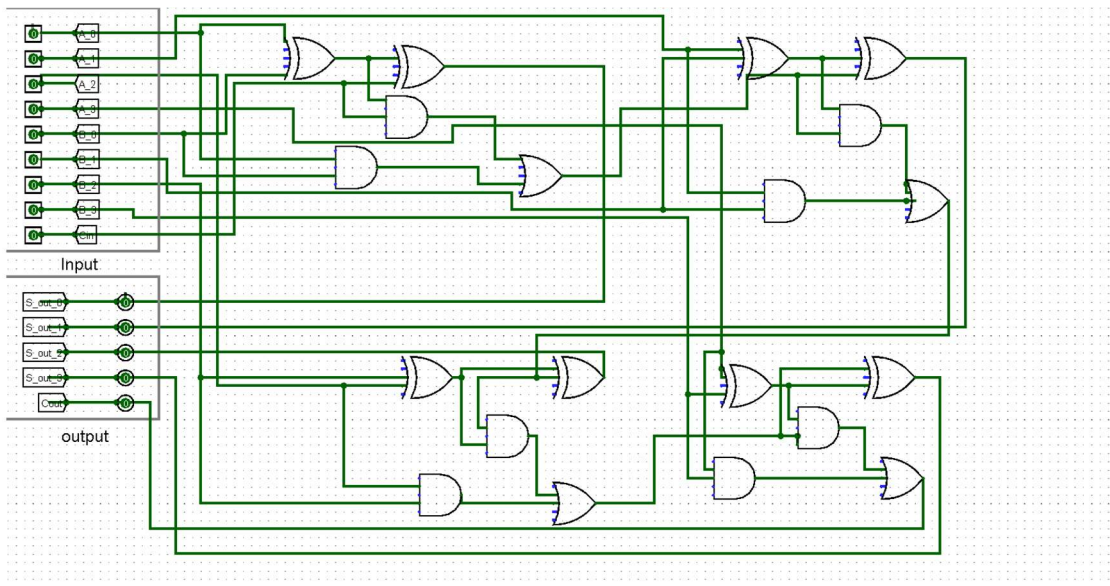 A_0
A_1
A_2
A_3
B_0
B_1
B_2
B_3
Cin
Input
S_out_0
S_out_1
S_out_2
S_out_3
Cout
output